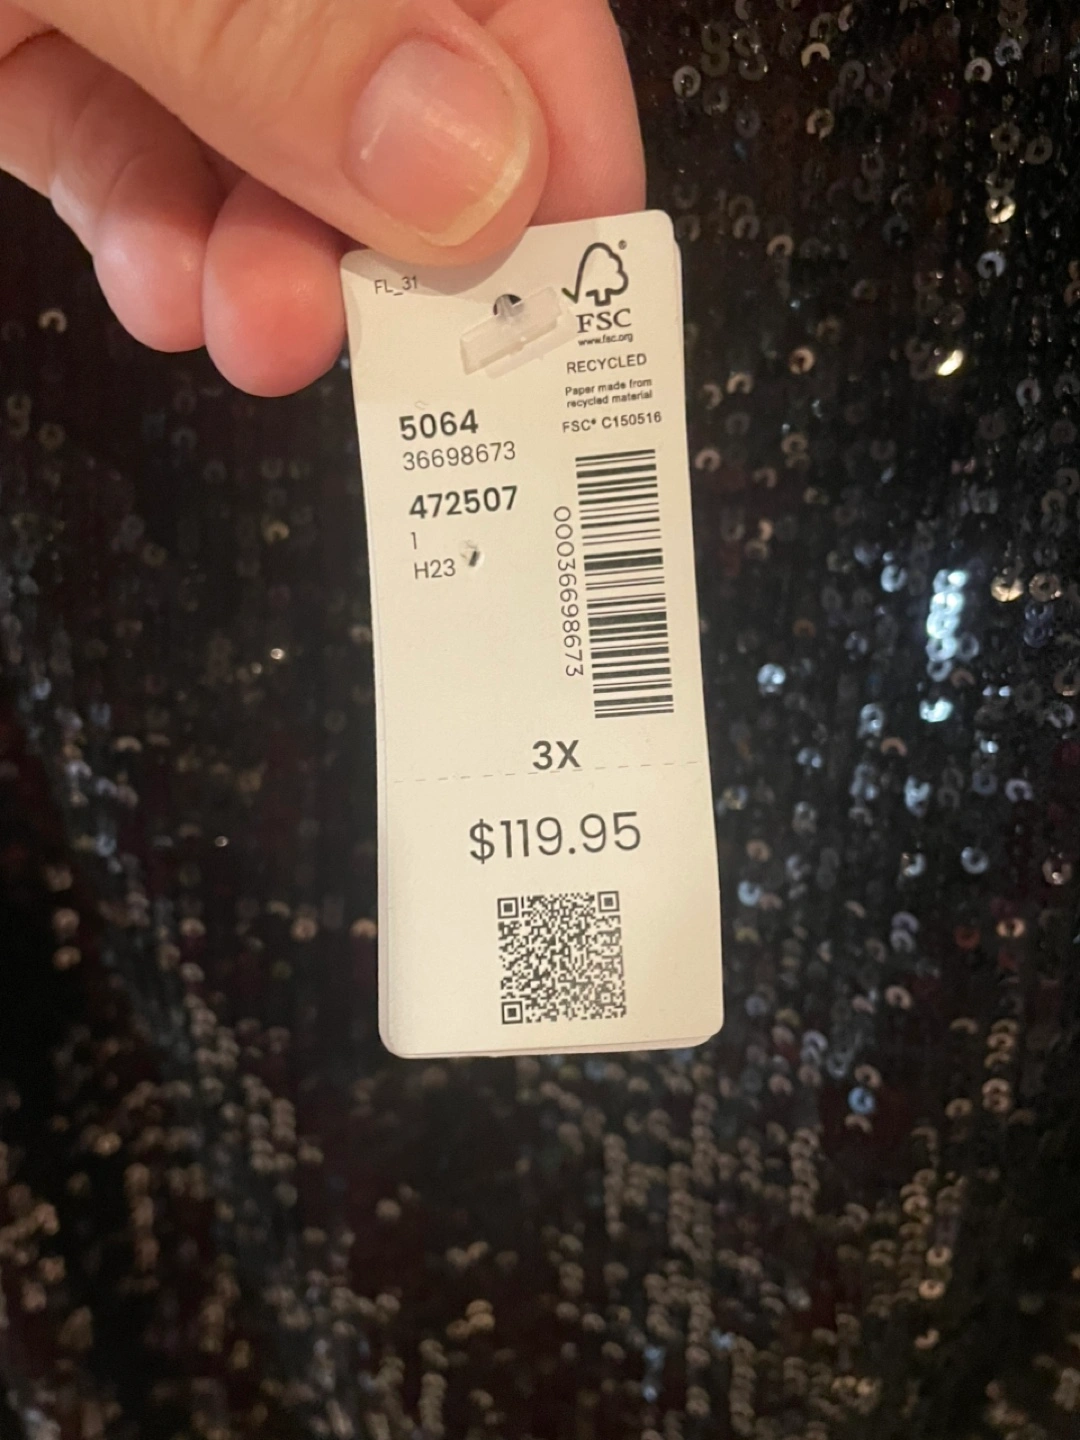 FL_31
®
FSC
www.fsc.org
RECYCLED
Paper made from
recycled material
FSC® C150516
5064
36698673
472507
1
H23
00036698673
3X
$119.95